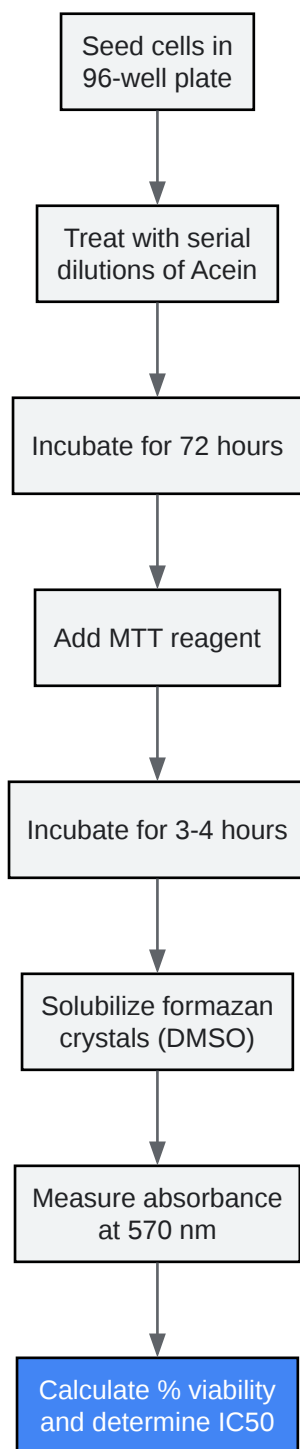 Seed cells in
96-well plate
Treat with serial
dilutions of Acein
Incubate for 72 hours
Add MTT reagent
Incubate for 3-4 hours
Solubilize formazan
crystals (DMSO)
Measure absorbance
at 570 nm
Calculate % viability
and determine IC50